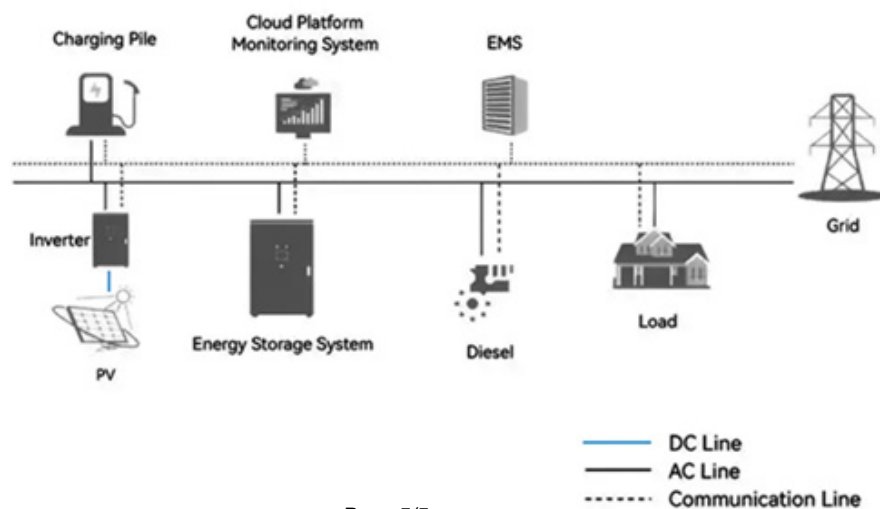 Charging Pile
Cloud Platform
Monitoring System
EMS
Inverter
Grid
Energy Storage System
Diesel
Load
PV
DC Line
AC Line
Communication Line